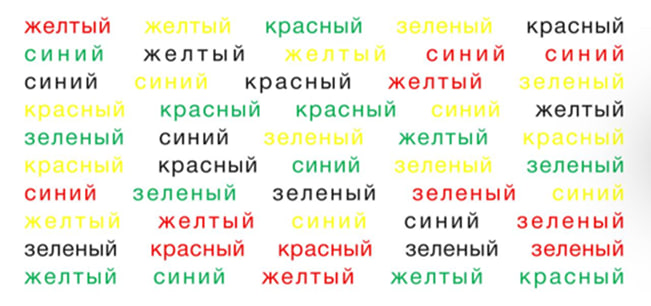 желтый желтый красный зеленый красный
синий желтый желтый синий синий
синий синий красный желтый зеленый
красный красный красный синий желтый
зеленый синий зеленый желтый красный
красный красный синий зеленый зеленый
синий зеленый зеленый зеленый синий
желтый желтый синий синий зеленый
зеленый красный красный зеленый зеленый
желтый синий желтый желтый красный